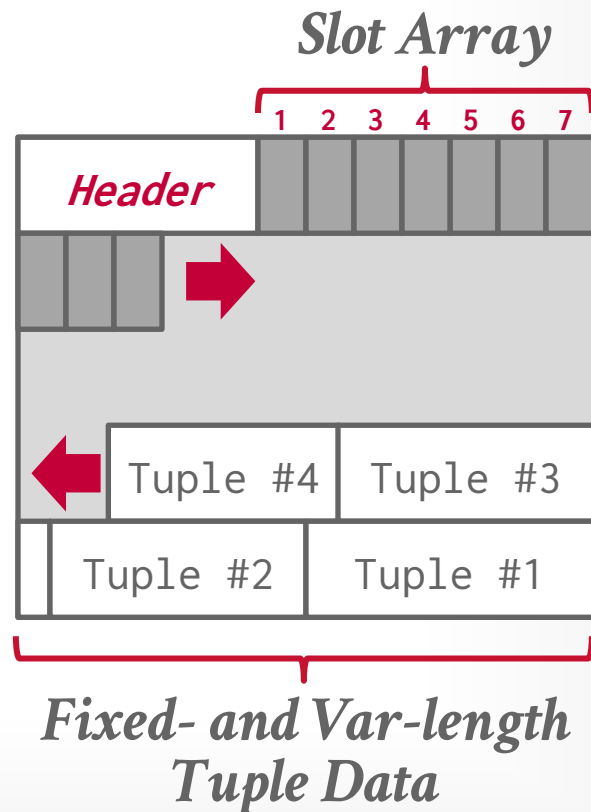 Slot Array
1 2 3 4 5 6 7
Header
Tuple #4 Tuple #3
Tuple #2 Tuple #1
Fixed- and Var-length
Tuple Data